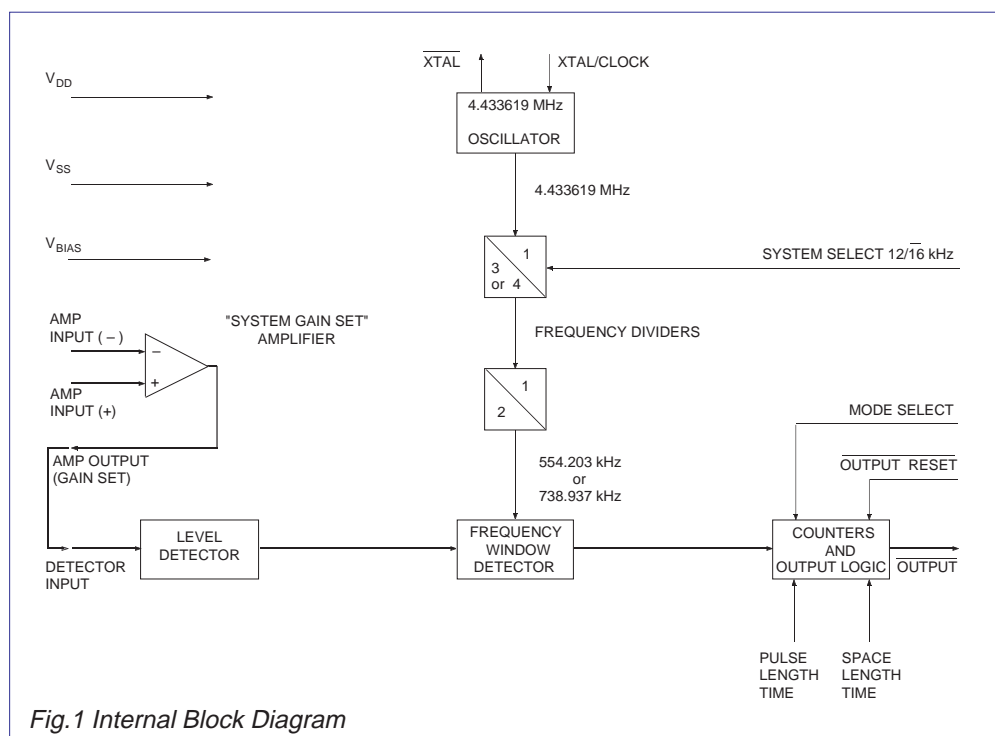 XTAL
XTAL/CLOCK
VDD
4.433619 MHz
OSCILLATOR
VSS
4.433619 MHz
VBIAS
1
3
or 4
SYSTEM SELECT 12/16 kHz
AMP
INPUT ( – )
"SYSTEM GAIN SET"
AMPLIFIER
FREQUENCY DIVIDERS
–
+
AMP
INPUT (+)
1
2
MODE SELECT
AMP OUTPUT
(GAIN SET)
554.203 kHz
or
738.937 kHz
OUTPUT RESET
LEVEL
DETECTOR
FREQUENCY
WINDOW
DETECTOR
COUNTERS
AND
OUTPUT LOGIC
DETECTOR
INPUT
OUTPUT
PULSE
LENGTH
TIME
SPACE
LENGTH
TIME
Fig.1 Internal Block Diagram